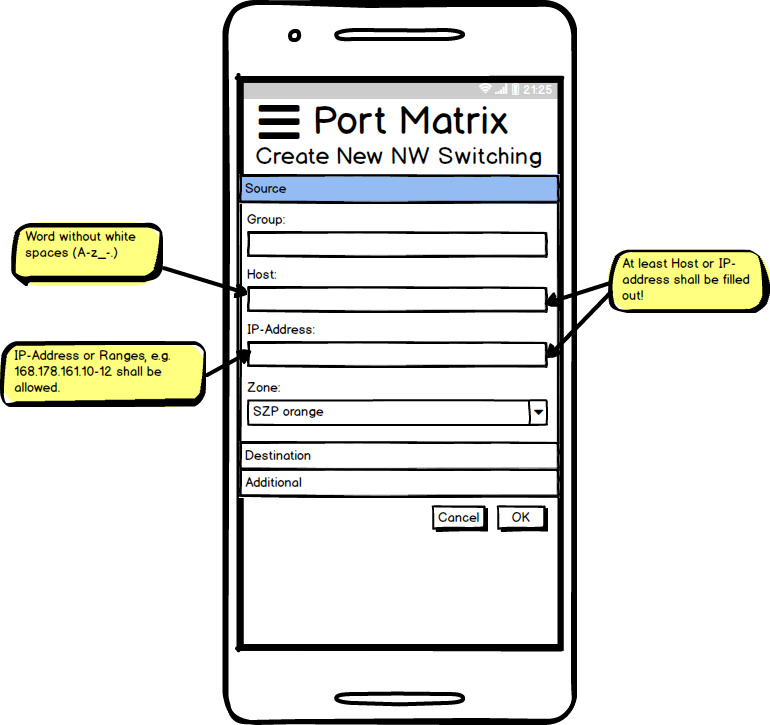 21:25
Port Matrix
Create New NW Switching
Source
Group:
Word without white
spaces (A-z_-.)
Host:
At least Host or IP-
address shall be filled
out!
IP-Address:
IP-Address or Ranges, e.g.
168.178.161.10-12 shall be
allowed.
Zone:
SZP orange
Destination
Additional
Cancel
OK